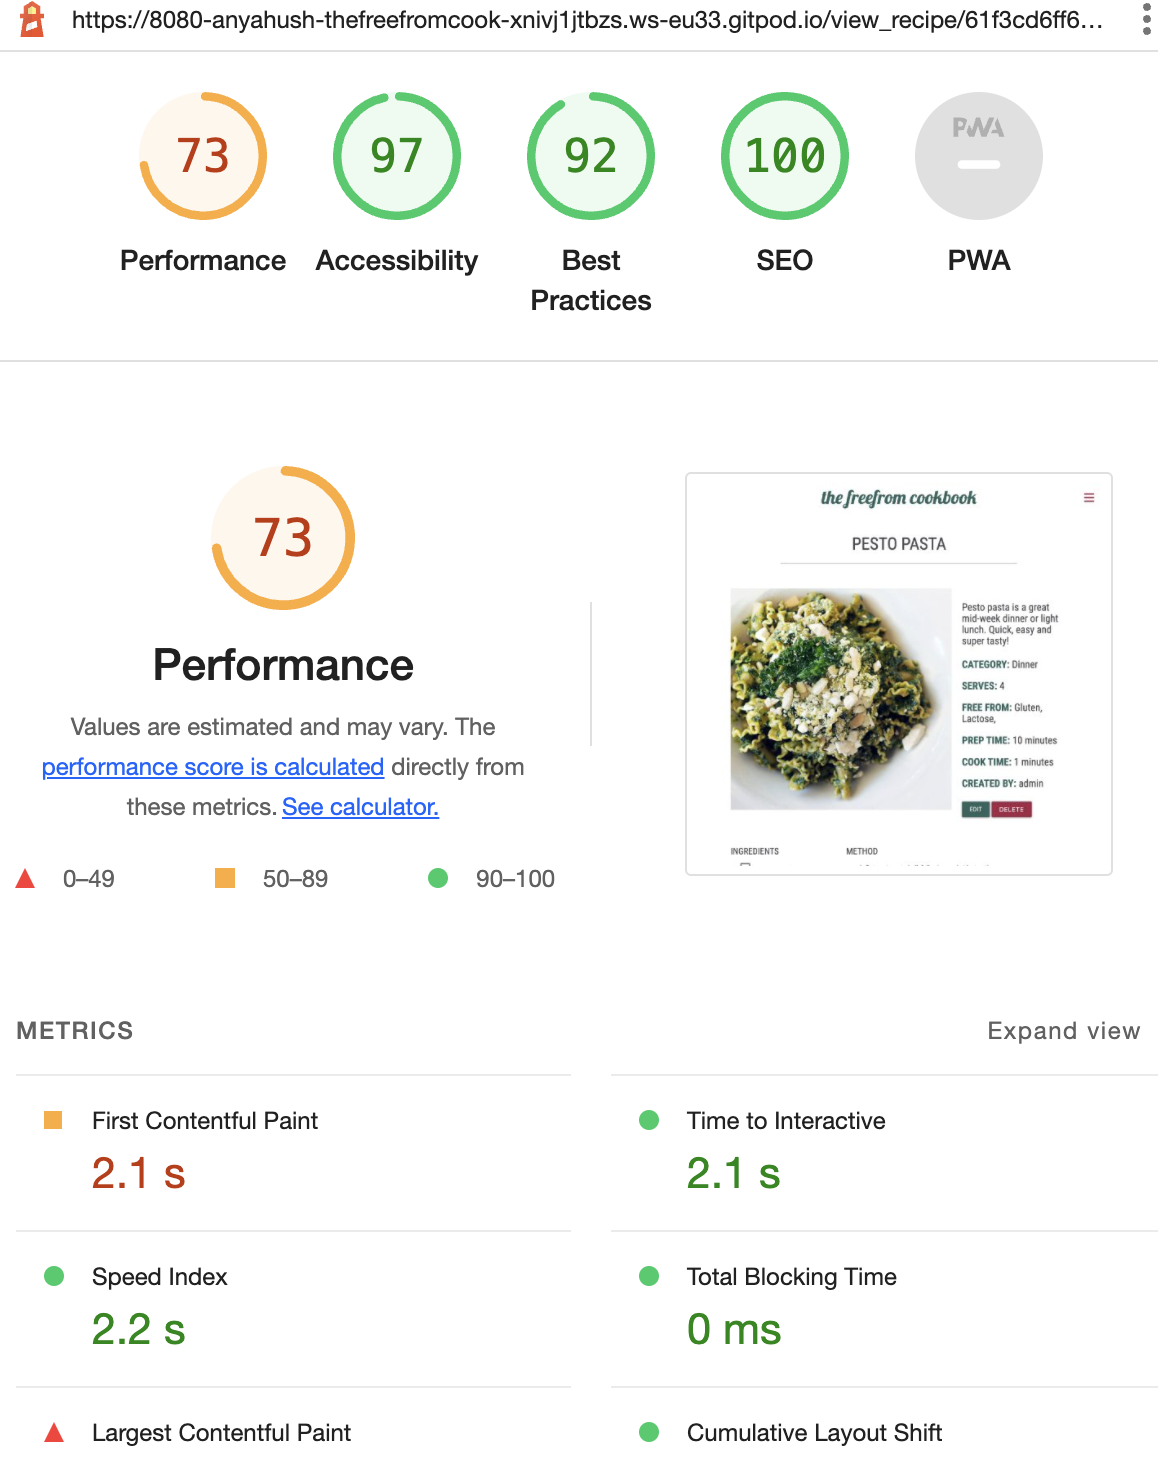 https://8080-anyahush-thefreefromcook-xnivj1jtbzs.ws-eu33.gitpod.io/view_recipe/61f3cd6ff6...
73
97
92
100
PWA
Performance
Accessibility
Best
Practices
SEO
PWA
73
Performance
Values are estimated and may vary. The
performance score is calculated directly from
these metrics. See calculator.
0–49
50–89
90–100
the freefrom cookbook
PESTO PASTA
Pesto pasta is a great
mid-week dinner or light
lunch. Quick, easy and
super tasty!
CATEGORY: Dinner
SERVES: 4
FREE FROM: Gluten,
Lactose,
PREP TIME: 10 minutes
COOK TIME: 1 minutes
CREATED BY: admin
EDIT
DELETE
INGREDIENTS
METHOD
METRICS
Expand view
First Contentful Paint
2.1 s
Time to Interactive
2.1 s
Speed Index
2.2 s
Total Blocking Time
0 ms
Largest Contentful Paint
Cumulative Layout Shift